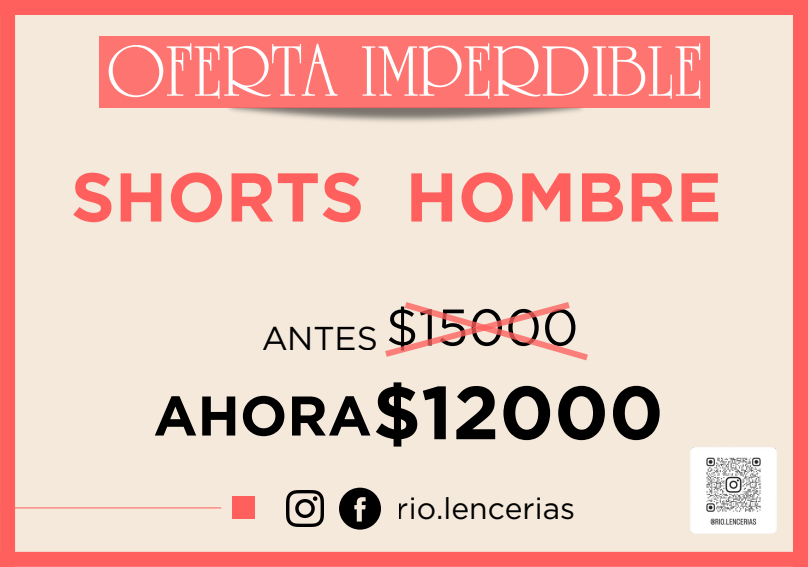 OFERTA IMPERDIBLE
SHORTS HOMBRE
ANTES $15000
AHORA $12000
rio.lencerias
@RIO.LENCERIAS